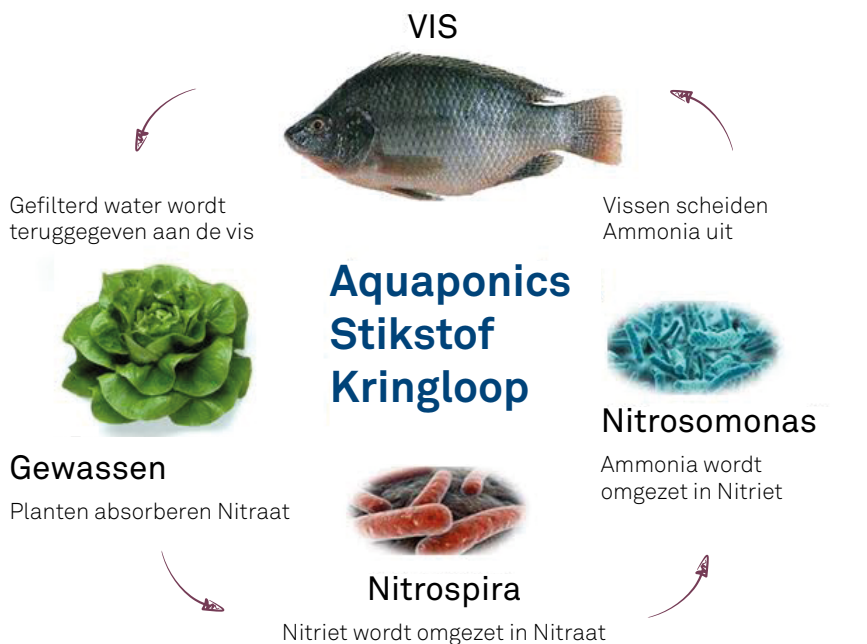 VIS
Gefilterd water wordt
teruggegeven aan de vis
Vissen scheiden
Ammonia uit
Aquaponics
Stikstof
Kringloop
Nitrosomonas
Ammonia wordt
omgezet in Nitriet
Gewassen
Planten absorberen Nitraat
Nitrospira
Nitriet wordt omgezet in Nitraat